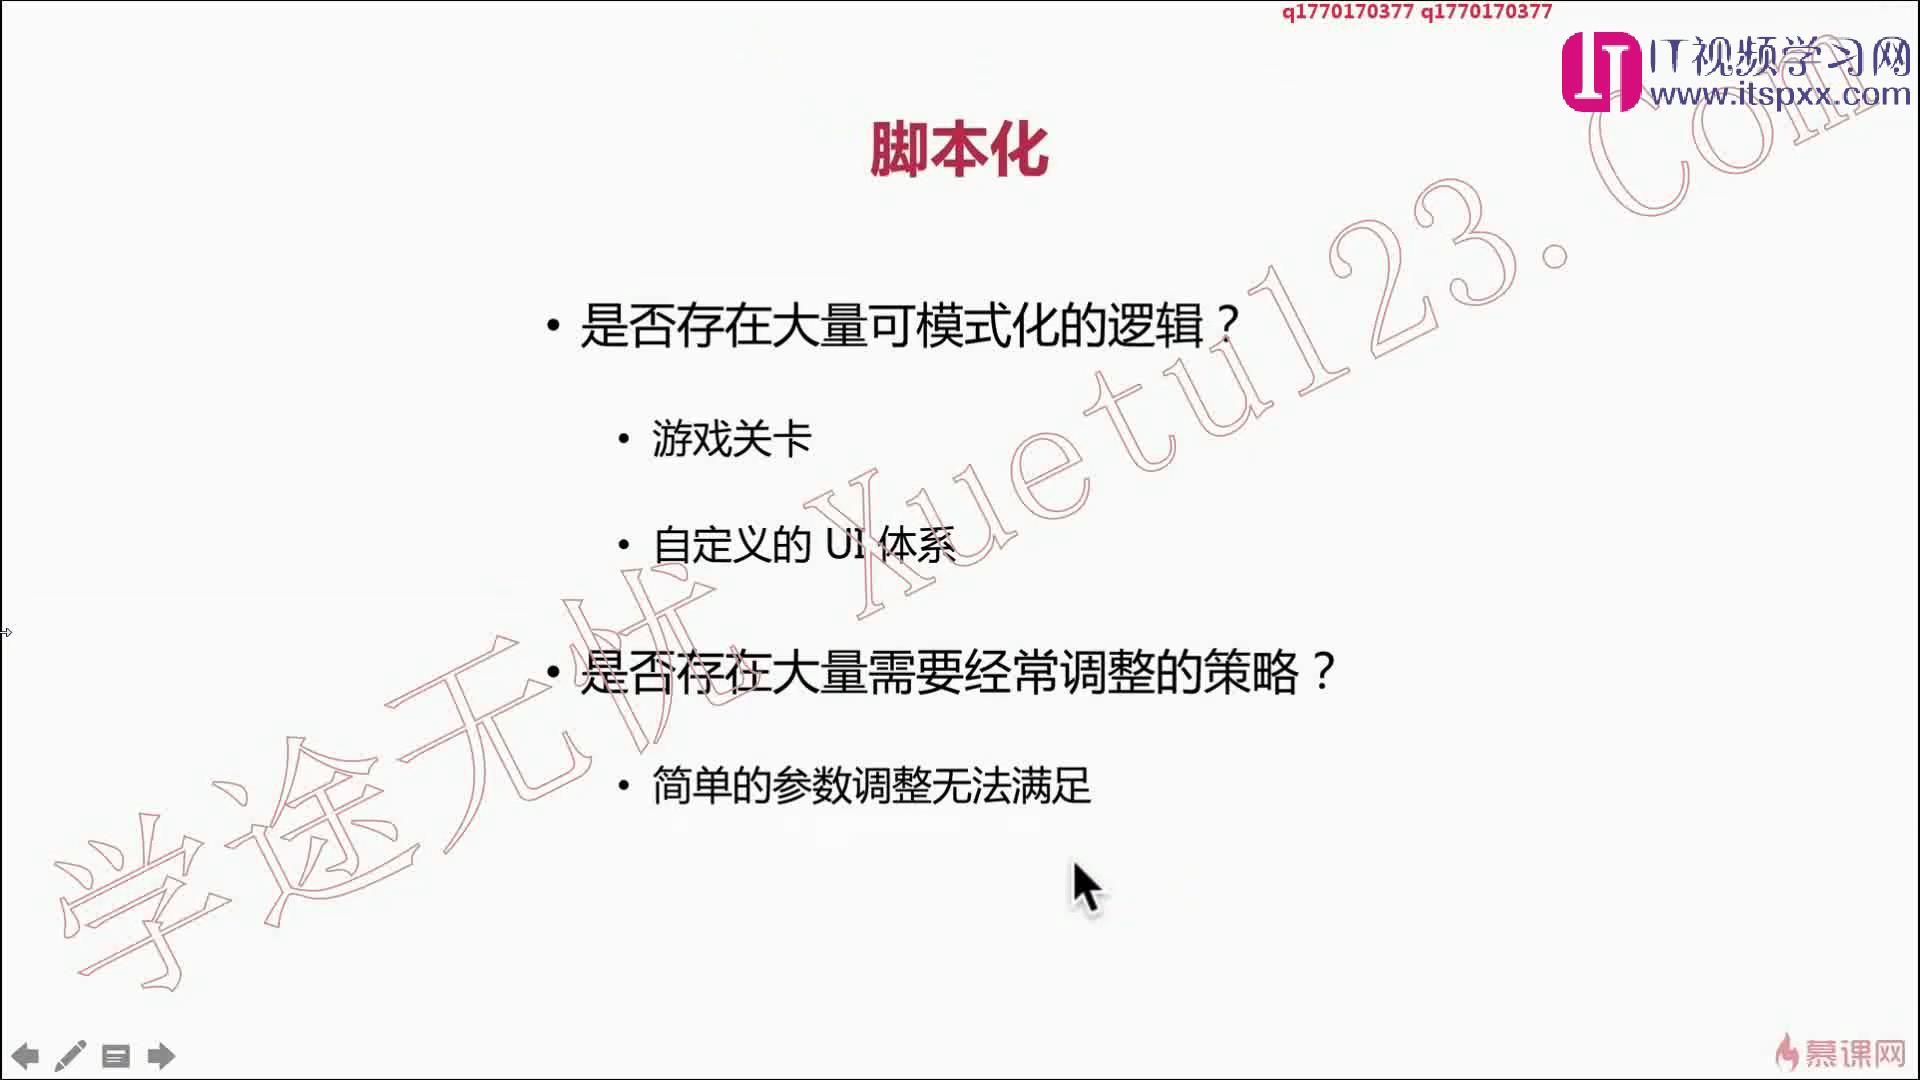 q1770170377 q1770170377
IT视频学习网
www.itspxx.com
脚本化
• 是否存在大量可模式化的逻辑？
• 游戏关卡
• 自定义的 UI 体系
• 是否存在大量需要经常调整的策略？
• 简单的参数调整无法满足
学途无忧 Xuetu123.Com
慕课网